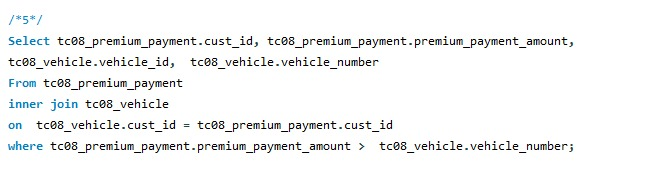 /*5*/
Select tc08_premium_payment.cust_id, tc08_premium_payment.premium_payment_amount,
tc08_vehicle.vehicle_id,  tc08_vehicle.vehicle_number
From tc08_premium_payment
inner join tc08_vehicle
on  tc08_vehicle.cust_id = tc08_premium_payment.cust_id
where tc08_premium_payment.premium_payment_amount >  tc08_vehicle.vehicle_number;